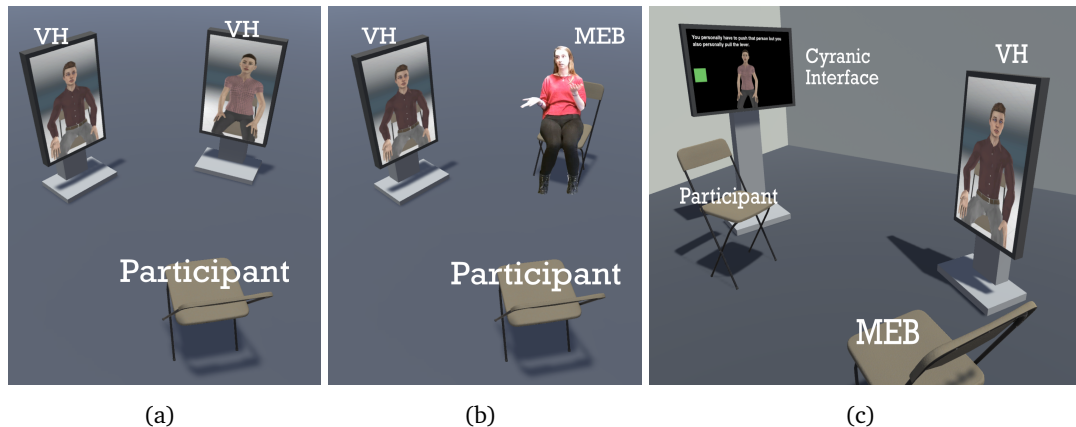 VH
VH
Participant
(a)
VH
MEB
Participant
(b)
You personally have to push that person but you
also personally pull the lever.
Cyranic
Interface
VH
Participant
MEB
(c)